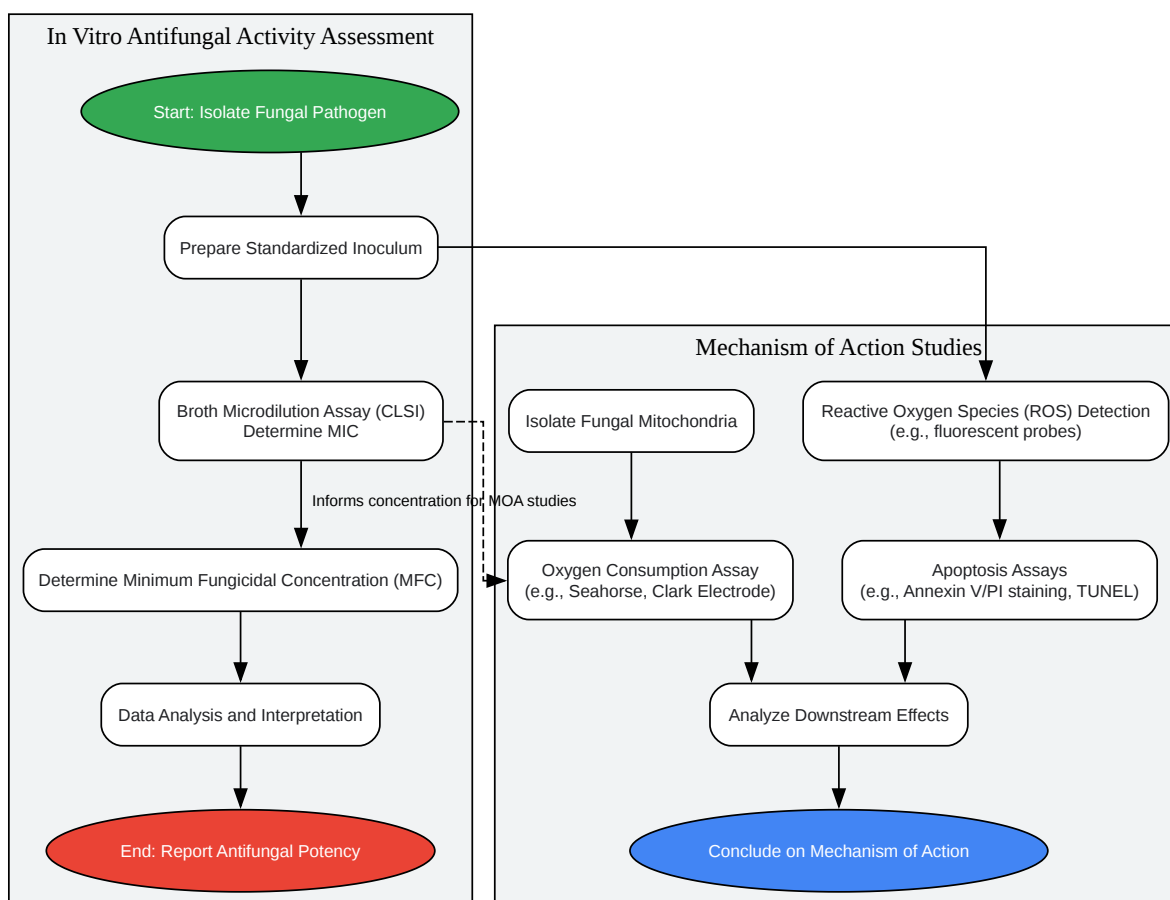 In Vitro Antifungal Activity Assessment
Start: Isolate Fungal Pathogen
Prepare Standardized Inoculum
Broth Microdilution Assay (CLSI)
Determine MIC
Informs concentration for MOA studies
Determine Minimum Fungicidal Concentration (MFC)
Data Analysis and Interpretation
End: Report Antifungal Potency
Mechanism of Action Studies
Isolate Fungal Mitochondria
Reactive Oxygen Species (ROS) Detection
(e.g., fluorescent probes)
Oxygen Consumption Assay
(e.g., Seahorse, Clark Electrode)
Apoptosis Assays
(e.g., Annexin V/PI staining, TUNEL)
Analyze Downstream Effects
Conclude on Mechanism of Action